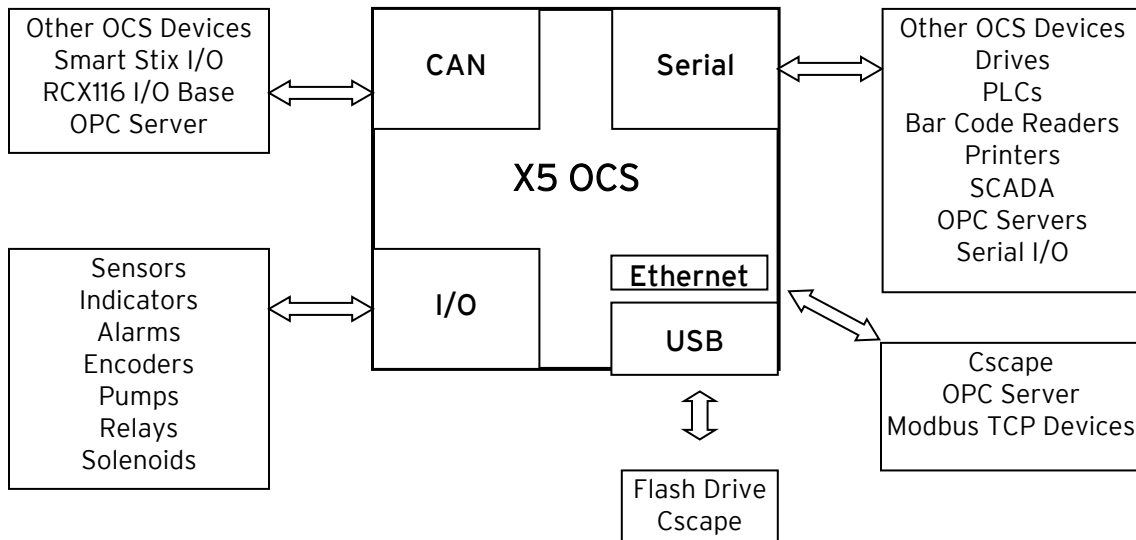 Other OCS Devices
Smart Stix I/O
RCX116 I/O Base
OPC Server
CAN
Serial
X5 OCS
I/O
Ethernet
USB
Other OCS Devices
Drives
PLCs
Bar Code Readers
Printers
SCADA
OPC Servers
Serial I/O
Sensors
Indicators
Alarms
Encoders
Pumps
Relays
Solenoids
Cscape
OPC Server
Modbus TCP Devices
Flash Drive
Cscape